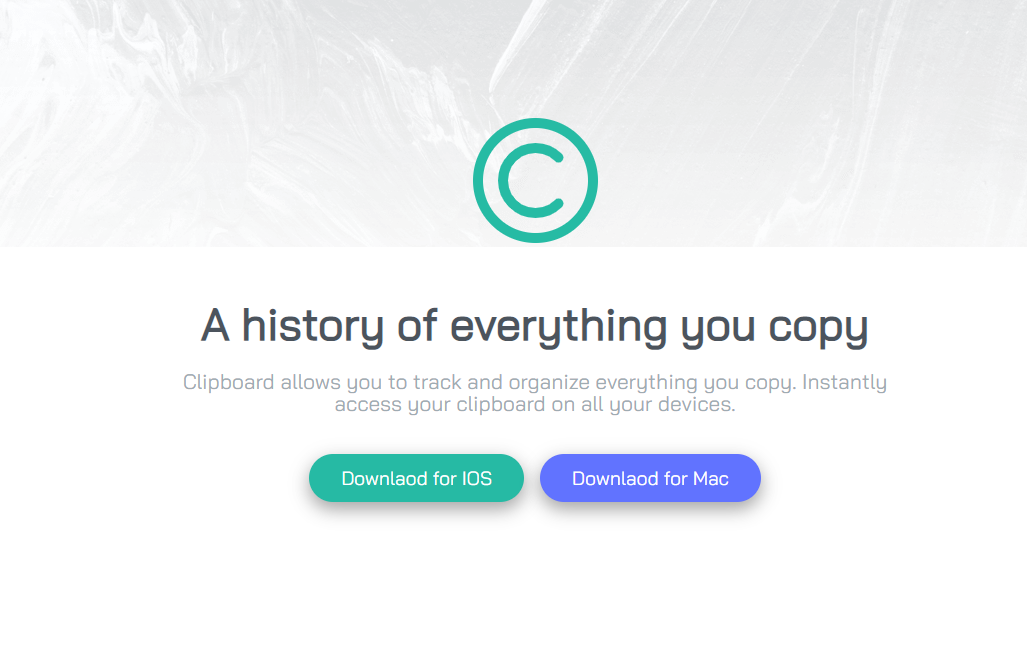 A history of everything you copy
Clipboard allows you to track and organize everything you copy. Instantly
access your clipboard on all your devices.
Downlaod for IOS
Downlaod for Mac